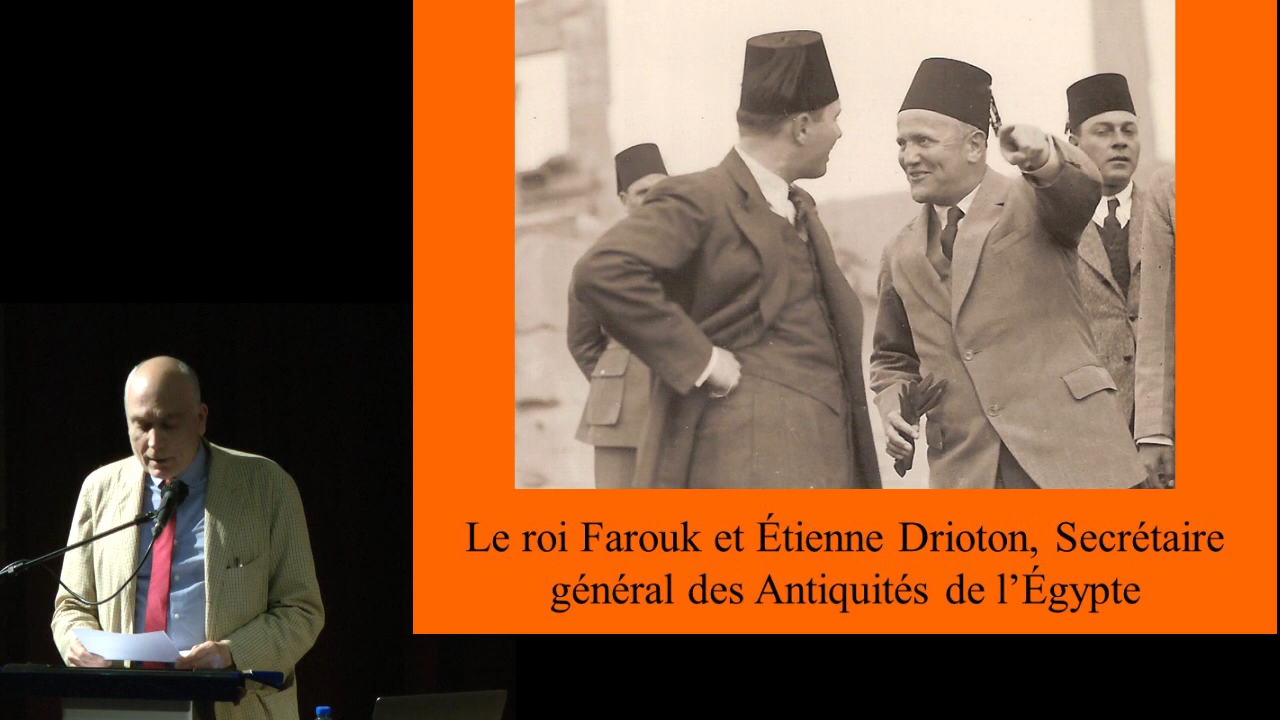 Le roi Farouk et Étienne Drioton, Secrétaire
général des Antiquités de l’Égypte